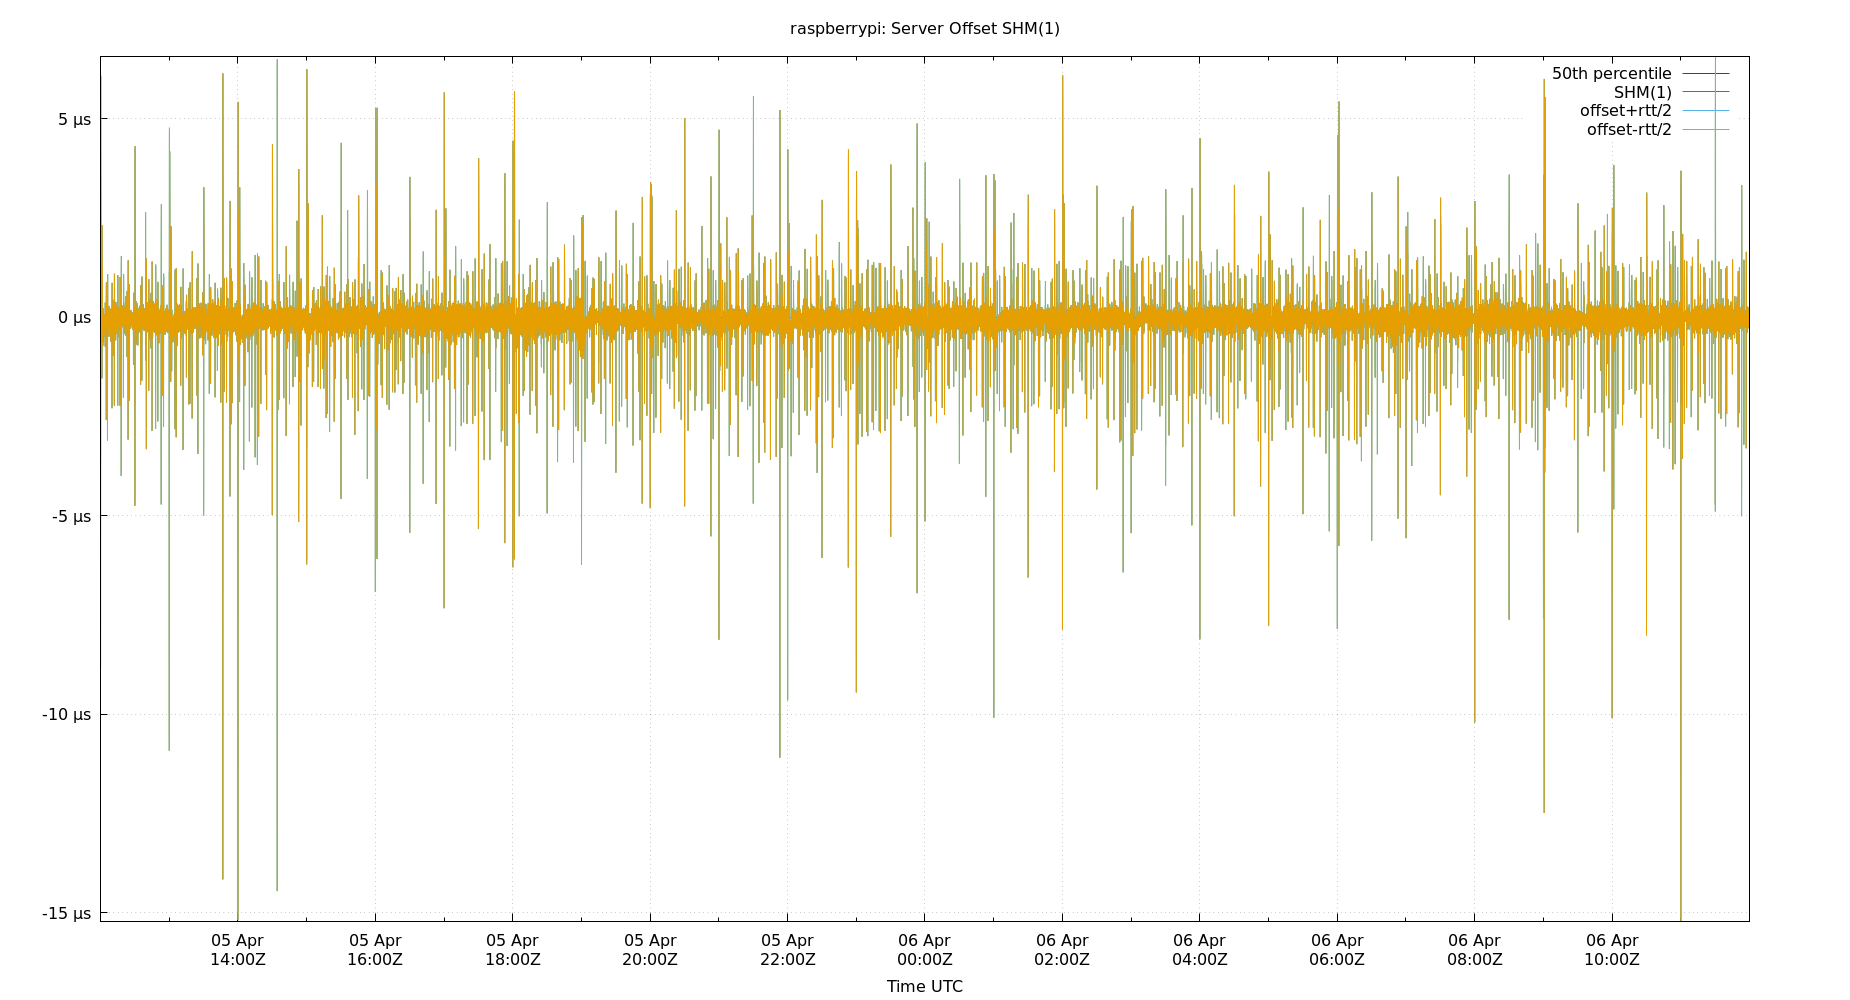 raspberrypi: Server Offset SHM(1)
50th percentile
SHM(1)
offset+rtt/2
offset-rtt/2
5 µs
0 µs
-5 µs
-10 µs
-15 µs
05 Apr 05 Apr 05 Apr 05 Apr 05 Apr 06 Apr 06 Apr 06 Apr 06 Apr 06 Apr 06 Apr
14:00Z 16:00Z 18:00Z 20:00Z 22:00Z 00:00Z 02:00Z 04:00Z 06:00Z 08:00Z 10:00Z
Time UTC